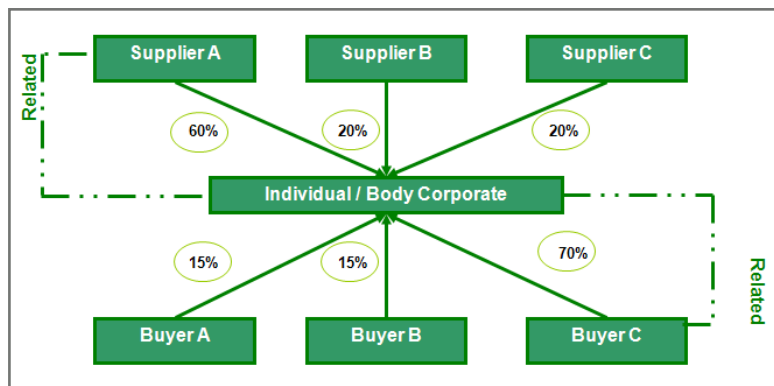 Supplier A
Supplier B
Supplier C
Related
60%
20%
20%
Individual / Body Corporate
15%
15%
70%
Related
Buyer A
Buyer B
Buyer C